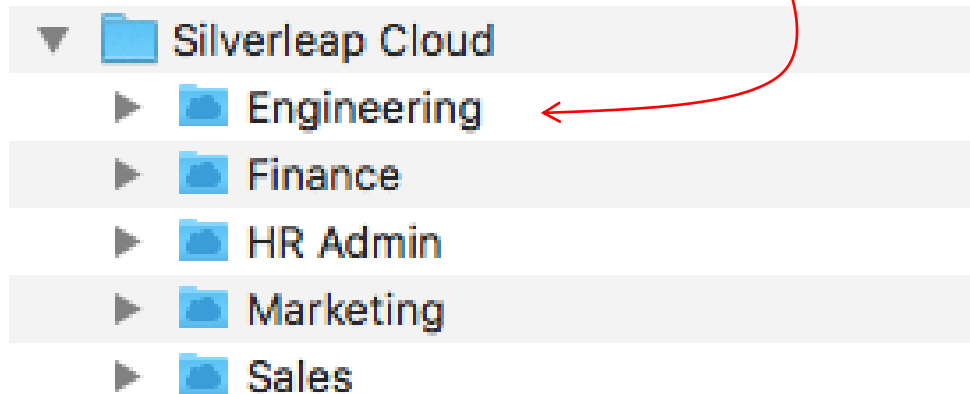 Silverleap Cloud
Engineering
Finance
HR Admin
Marketing
Sales